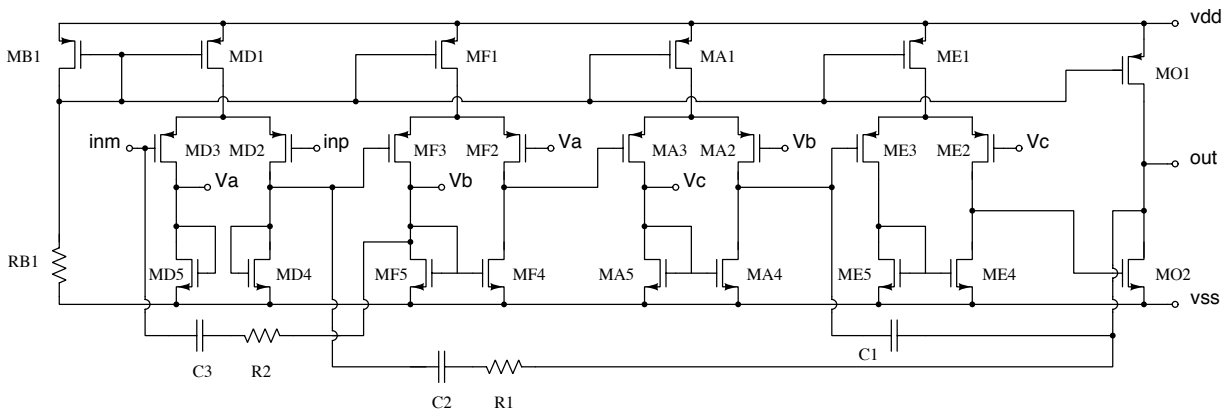 vdd
MB1
MD1
MF1
MA1
ME1
MO1
inm
MD3
MD2
inp
MF3
MF2
Va
MA3
MA2
Vb
ME3
ME2
Vc
out
Va
Vb
Vc
RB1
MD5
MD4
MF5
MF4
MA5
MA4
ME5
ME4
MO2
vss
C3
R2
C1
C2
R1